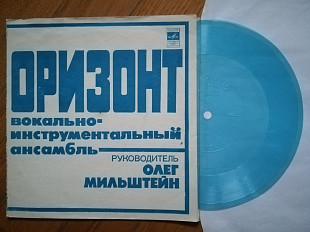 ОРИЗОНТ
ВОКАЛЬНО-
ИНСТРУМЕНТАЛЬНЫЙ
АНСАМБЛЬ
РУКОВОДИТЕЛЬ
ОЛЕГ
МИЛЬШТЕЙН